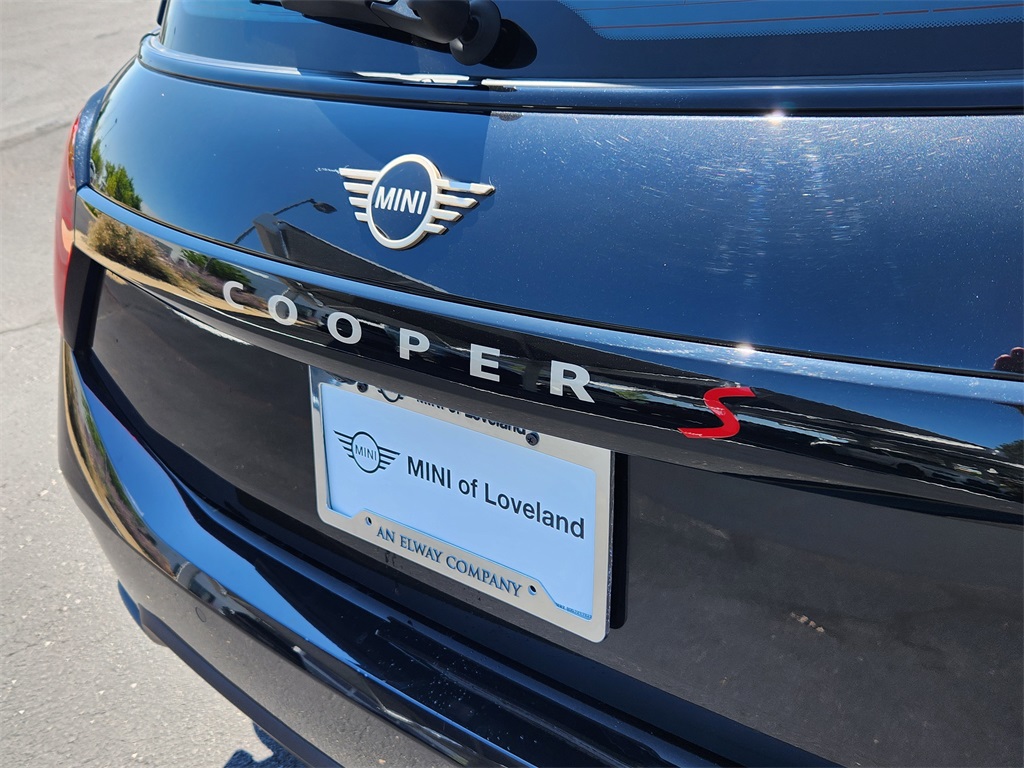 MINI
COOPER S
MINI of Loveland
MINI MINI of Loveland
AN ELWAY COMPANY